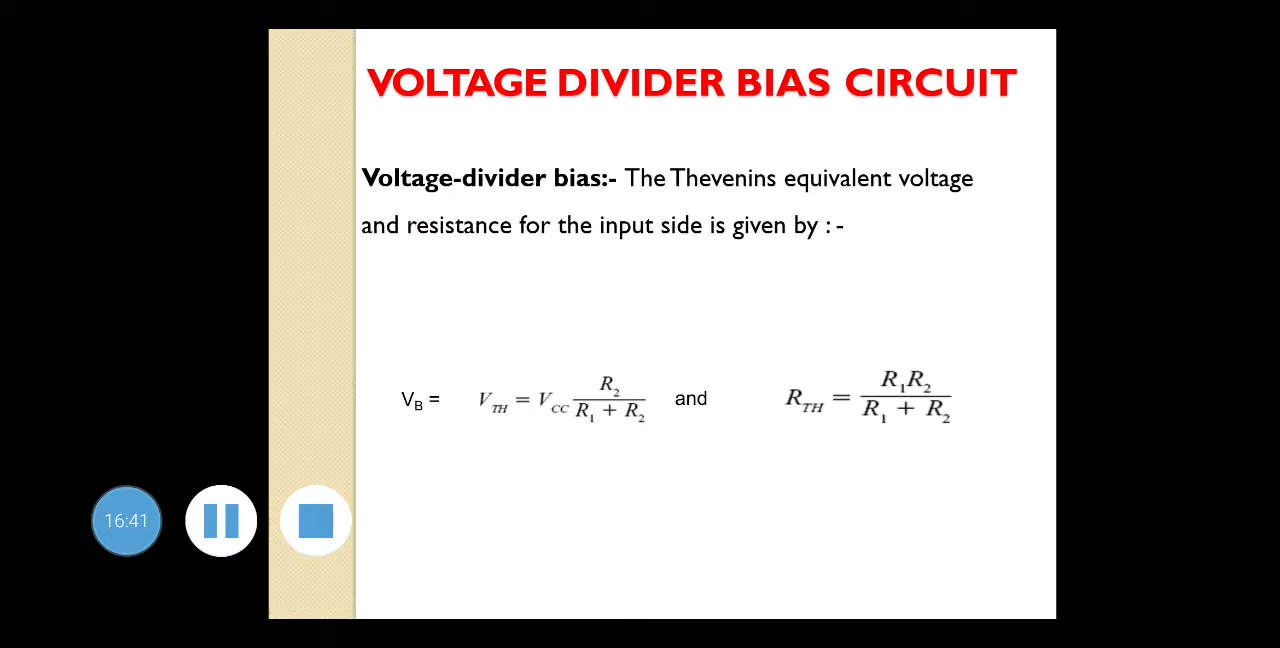 VOLTAGE DIVIDER BIAS CIRCUIT
Voltage-divider bias:- The Thevenins equivalent voltage
and resistance for the input side is given by : -
V_B = V_TH = V_CC R_2 / (R_1 + R_2) and R_TH = R_1R_2 / (R_1 + R_2)
16:41